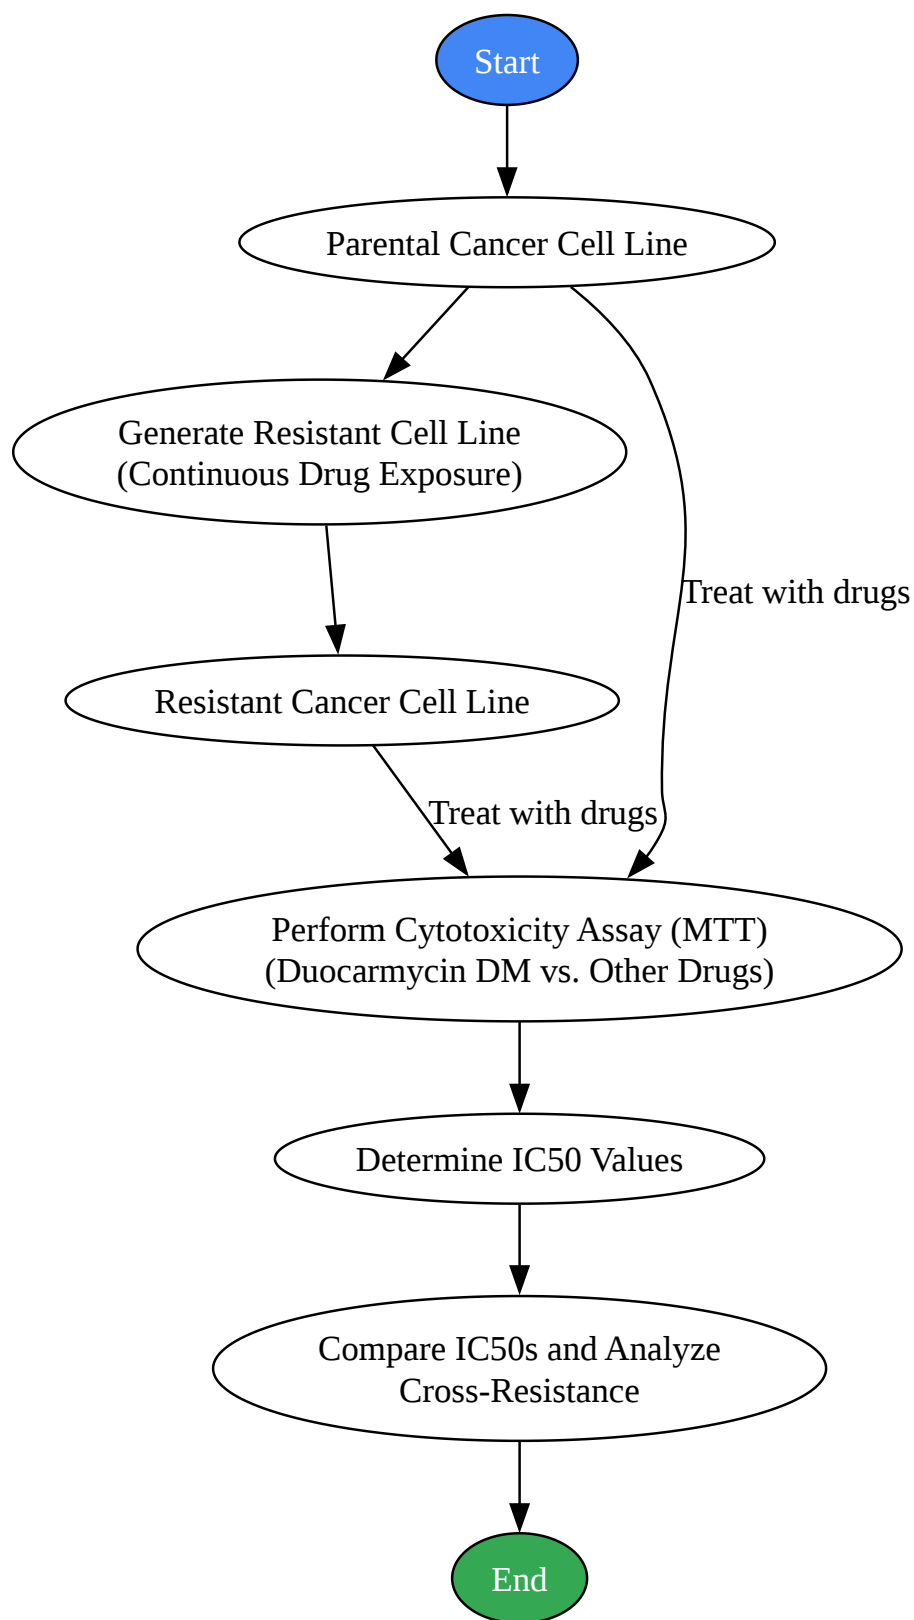 Start
Parental Cancer Cell Line
Generate Resistant Cell Line
(Continuous Drug Exposure)
Treat with drugs
Resistant Cancer Cell Line
Treat with drugs
Perform Cytotoxicity Assay (MTT)
(Duocarmycin DM vs. Other Drugs)
Determine IC50 Values
Compare IC50s and Analyze
Cross-Resistance
End